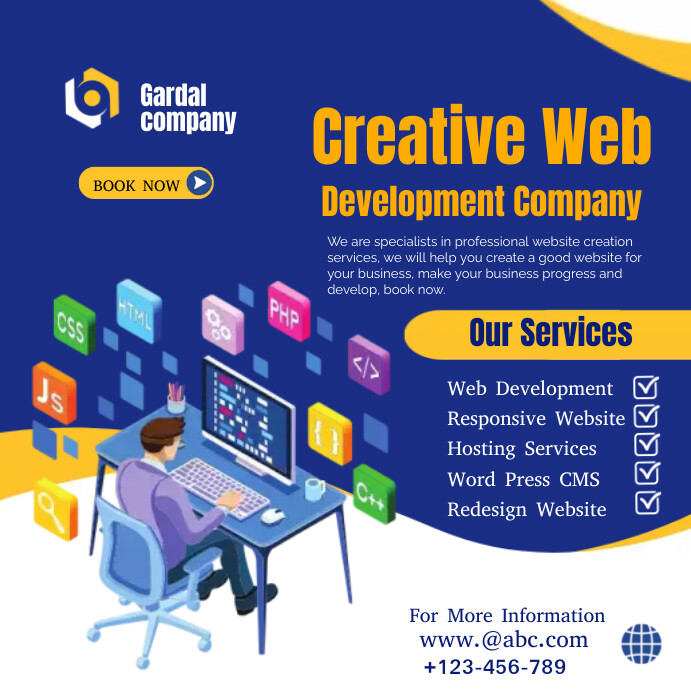 Gardal
company
BOOK NOW
Creative Web
Development Company
We are specialists in professional website creation
services, we will help you create a good website for
your business, make your business progress and
develop, book now.
Our Services
Web Development
Responsive Website
Hosting Services
Word Press CMS
Redesign Website
CSS
HTML
PHP
</>
Js
{ }
C++
For More Information
www.@abc.com
+123-456-789